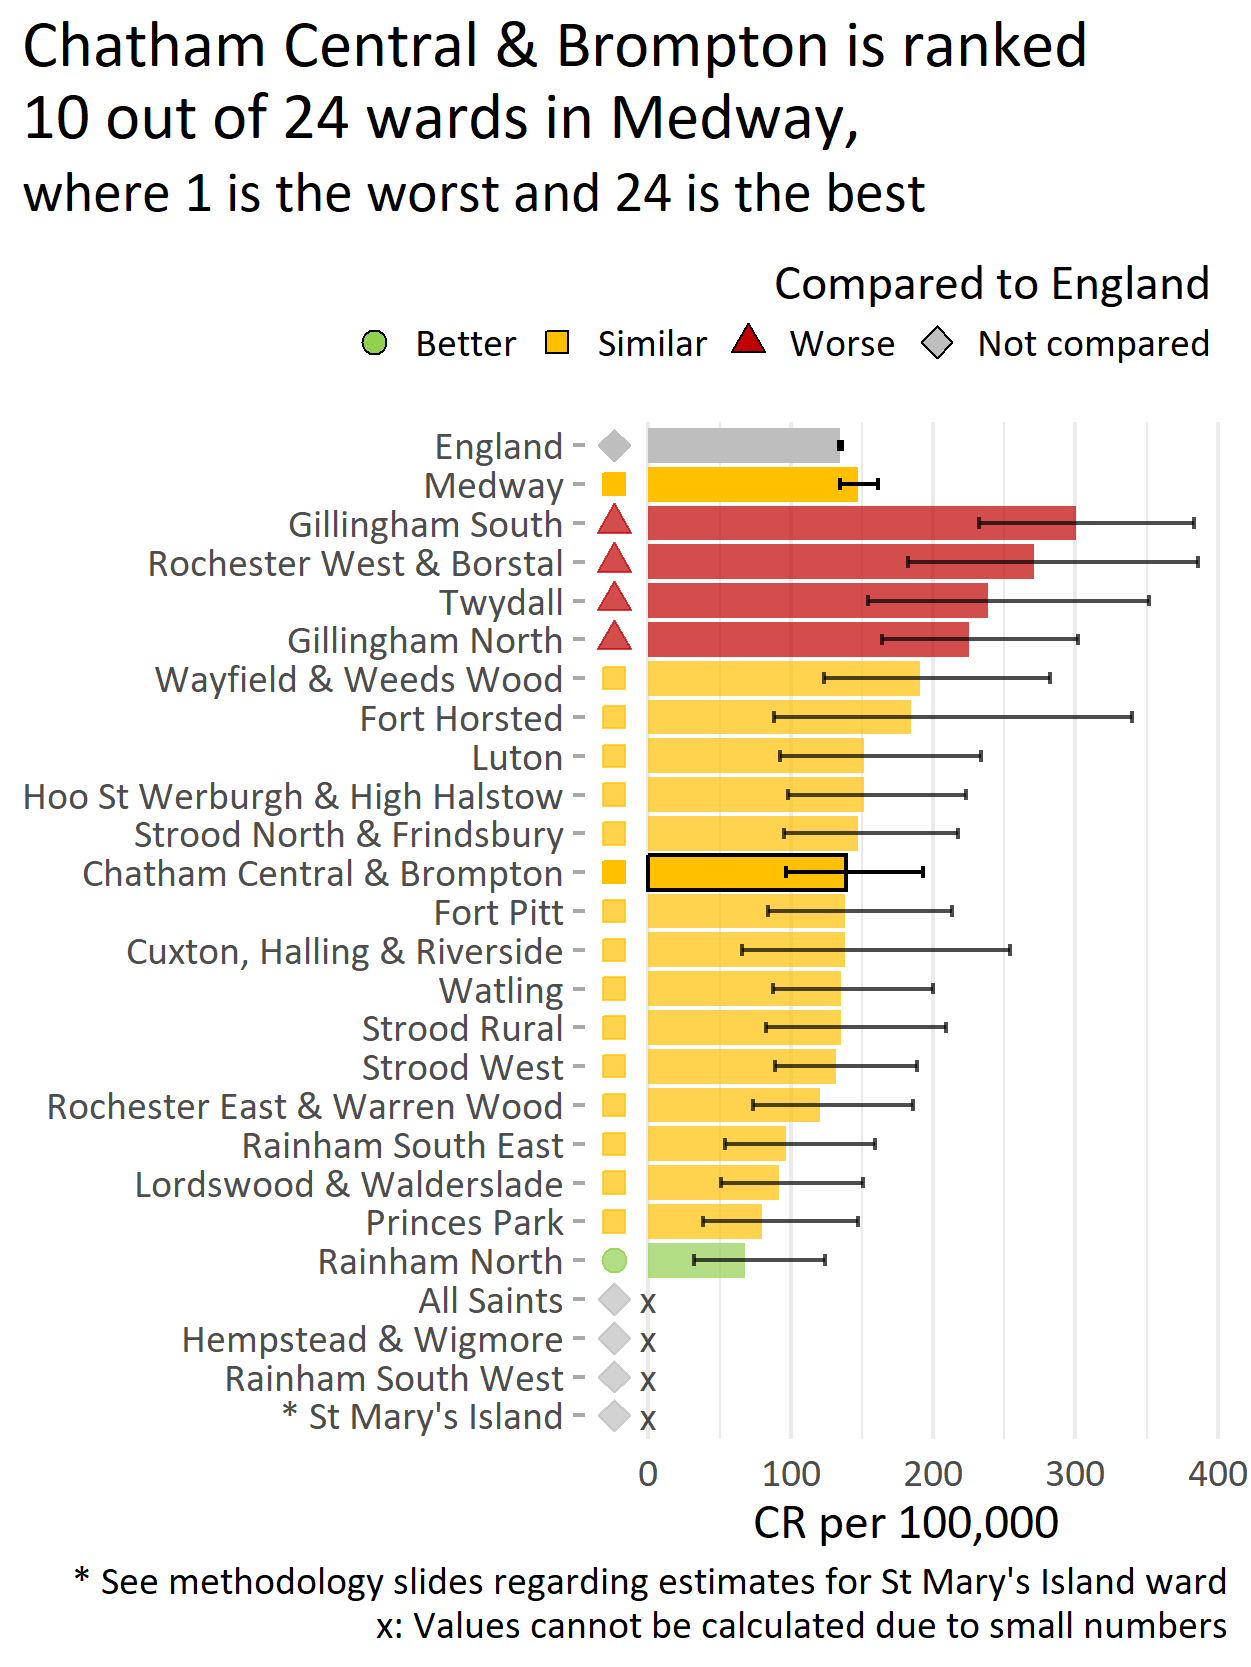 Chatham Central & Brompton is ranked
10 out of 24 wards in Medway,
where 1 is the worst and 24 is the best
Compared to England
Better Similar Worse Not compared
England
Medway
Gillingham South
Rochester West & Borstal
Twydall
Gillingham North
Wayfield & Weeds Wood
Fort Horsted
Luton
Hoo St Werburgh & High Halstow
Strood North & Frindsbury
Chatham Central & Brompton
Fort Pitt
Cuxton, Halling & Riverside
Watling
Strood Rural
Strood West
Rochester East & Warren Wood
Rainham South East
Lordswood & Walderslade
Princes Park
Rainham North
All Saints x
Hempstead & Wigmore x
Rainham South West x
* St Mary's Island x
0 100 200 300 400
CR per 100,000
* See methodology slides regarding estimates for St Mary's Island ward
x: Values cannot be calculated due to small numbers